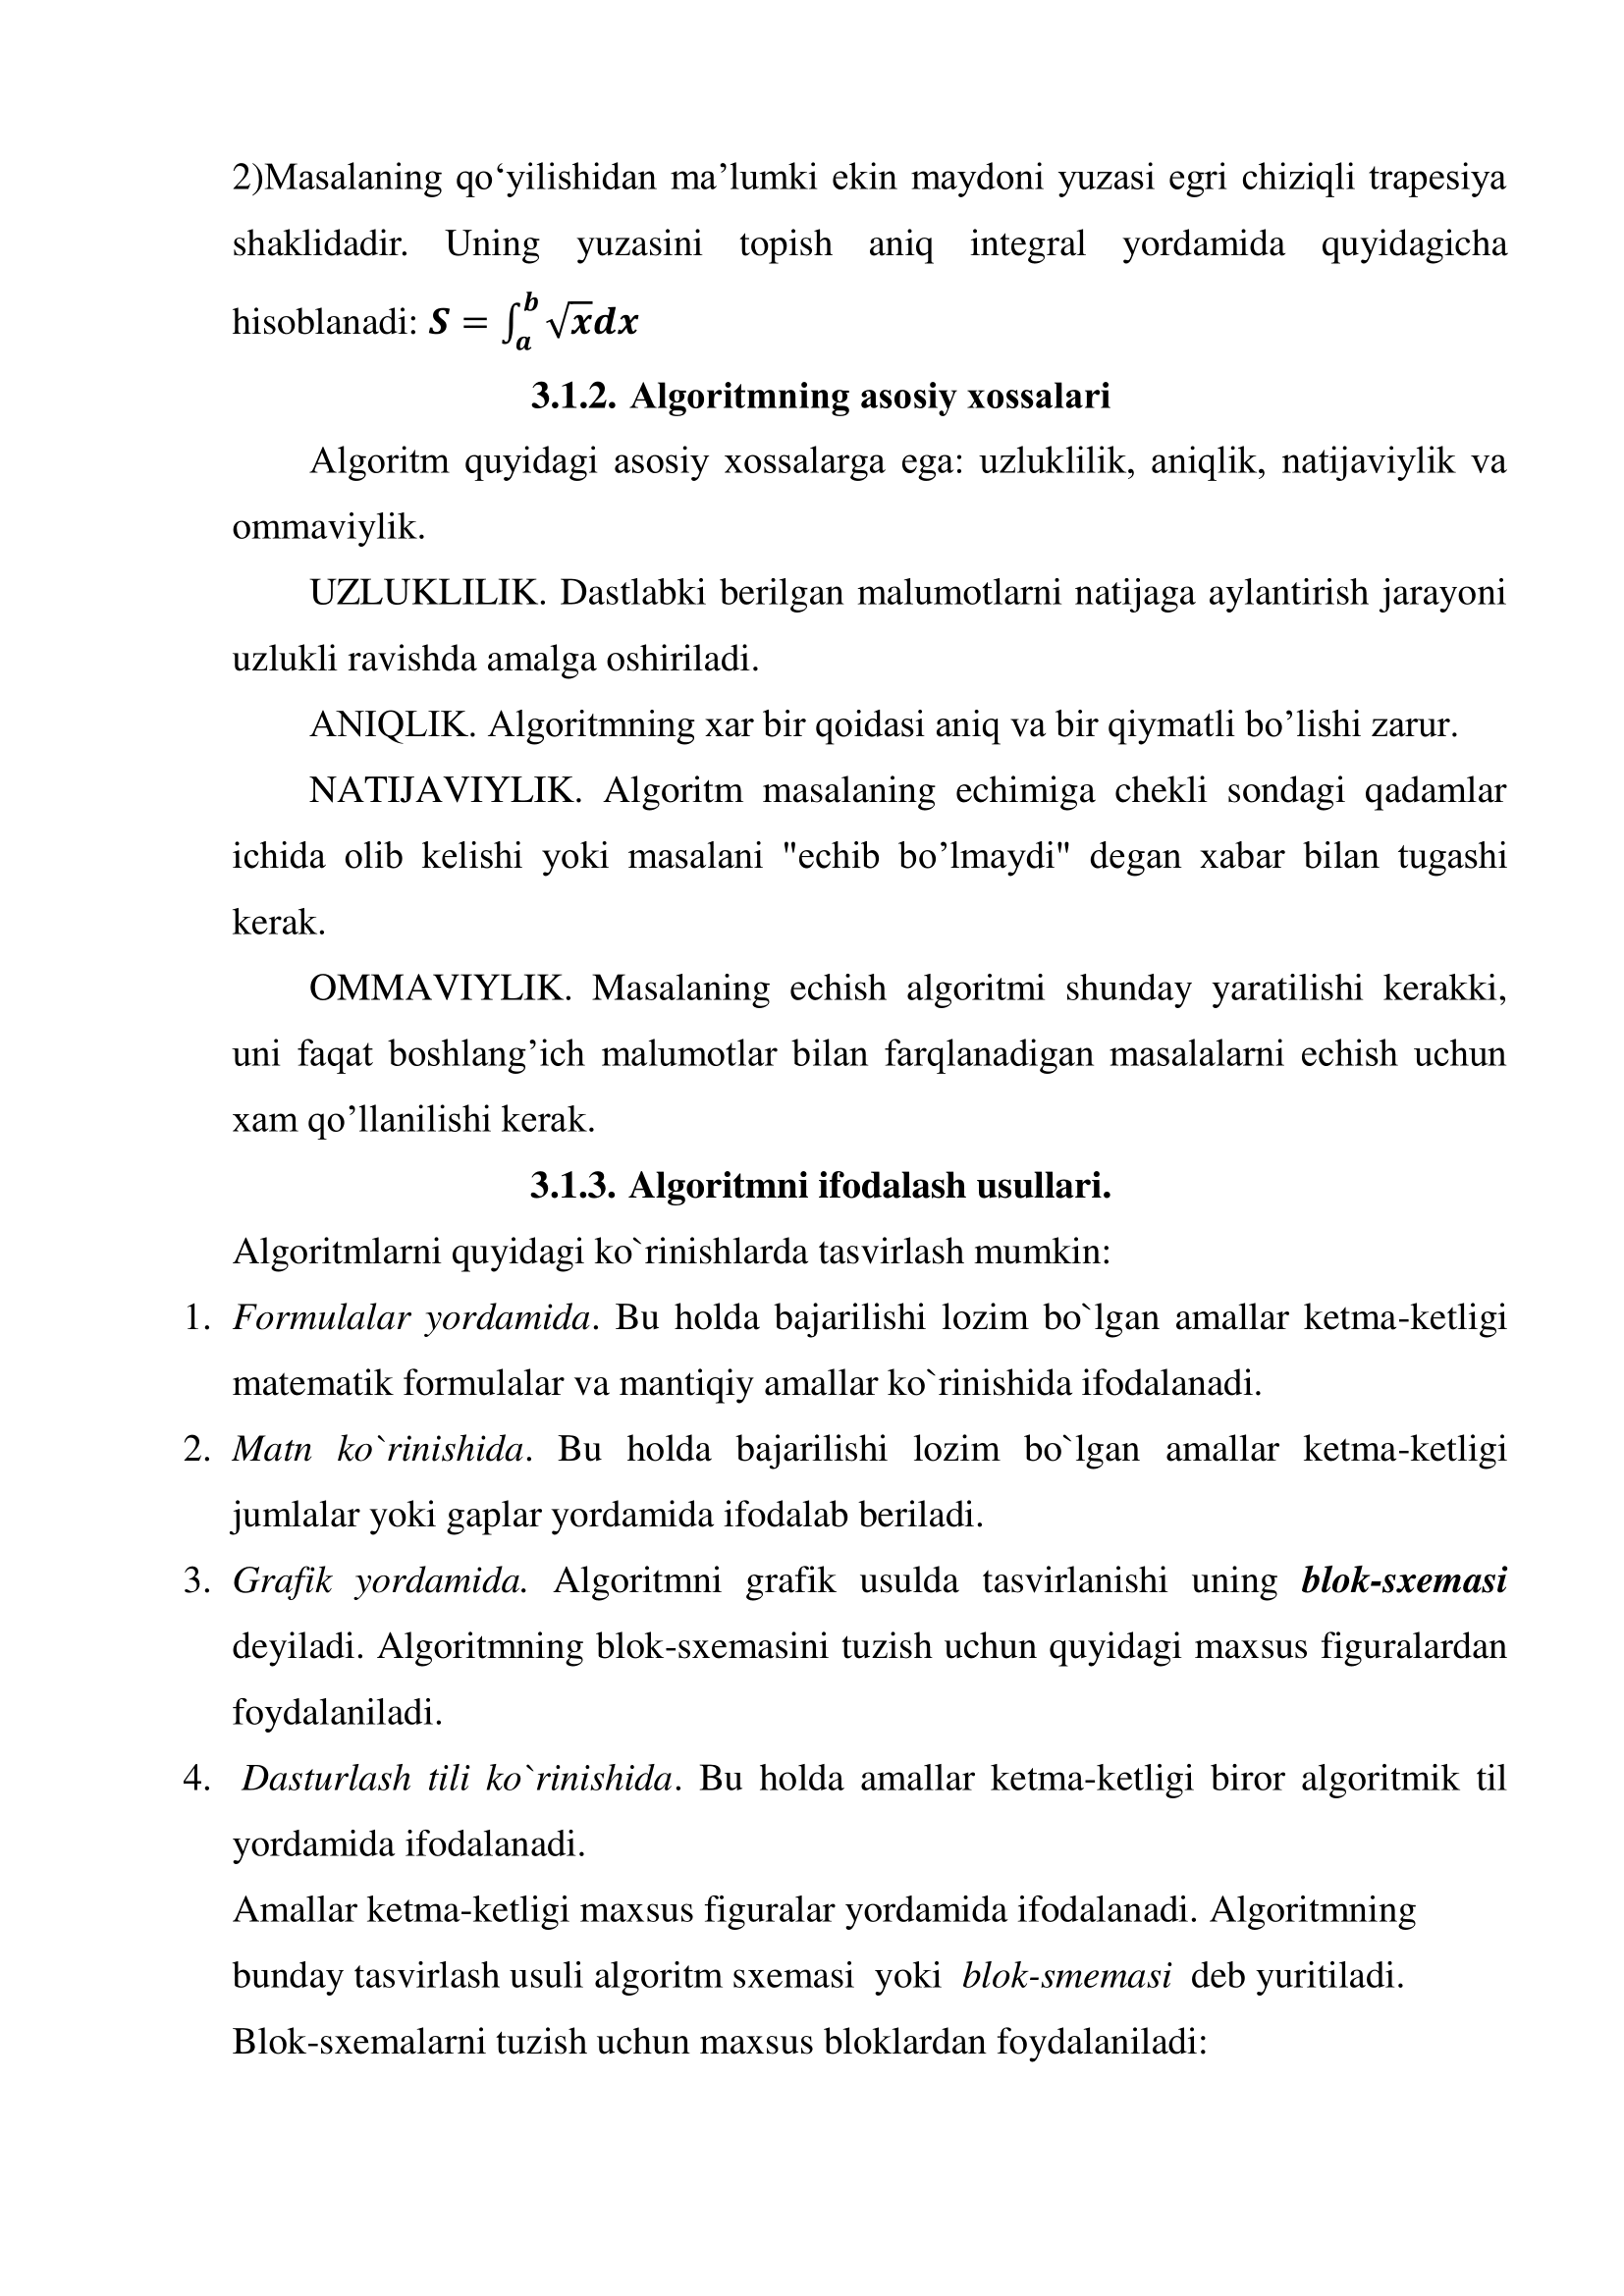 2)Masalaning qo‘yilishidan ma’lumki ekin maydoni yuzasi egri chiziqli trapesiya
shaklidadir. Uning yuzasini topish aniq integral yordamida quyidagicha
hisoblanadi: S = ∫_a^b √x dx
3.1.2. Algoritmning asosiy xossalari
Algoritm quyidagi asosiy xossalarga ega: uzluklilik, aniqlik, natijaviylik va
ommaviylik.
UZLUKLILIK. Dastlabki berilgan malumotlarni natijaga aylantirish jarayoni
uzlukli ravishda amalga oshiriladi.
ANIQLIK. Algoritmning xar bir qoidasi aniq va bir qiymatli bo’lishi zarur.
NATIJAVIYLIK. Algoritm masalaning echimiga chekli sondagi qadamlar
ichida olib kelishi yoki masalani "echib bo’lmaydi" degan xabar bilan tugashi
kerak.
OMMAVIYLIK. Masalaning echish algoritmi shunday yaratilishi kerakki,
uni faqat boshlang’ich malumotlar bilan farqlanadigan masalalarni echish uchun
xam qo’llanilishi kerak.
3.1.3. Algoritmni ifodalash usullari.
Algoritmlarni quyidagi ko`rinishlarda tasvirlash mumkin:
1. Formulalar yordamida. Bu holda bajarilishi lozim bo`lgan amallar ketma-ketligi
matematik formulalar va mantiqiy amallar ko`rinishida ifodalanadi.
2. Matn ko`rinishida. Bu holda bajarilishi lozim bo`lgan amallar ketma-ketligi
jumlalar yoki gaplar yordamida ifodalab beriladi.
3. Grafik yordamida. Algoritmni grafik usulda tasvirlanishi uning blok-sxemasi
deyiladi. Algoritmning blok-sxemasini tuzish uchun quyidagi maxsus figuralardan
foydalaniladi.
4. Dasturlash tili ko`rinishida. Bu holda amallar ketma-ketligi biror algoritmik til
yordamida ifodalanadi.
Amallar ketma-ketligi maxsus figuralar yordamida ifodalanadi. Algoritmning
bunday tasvirlash usuli algoritm sxemasi yoki blok-smemasi deb yuritiladi.
Blok-sxemalarni tuzish uchun maxsus bloklardan foydalaniladi: